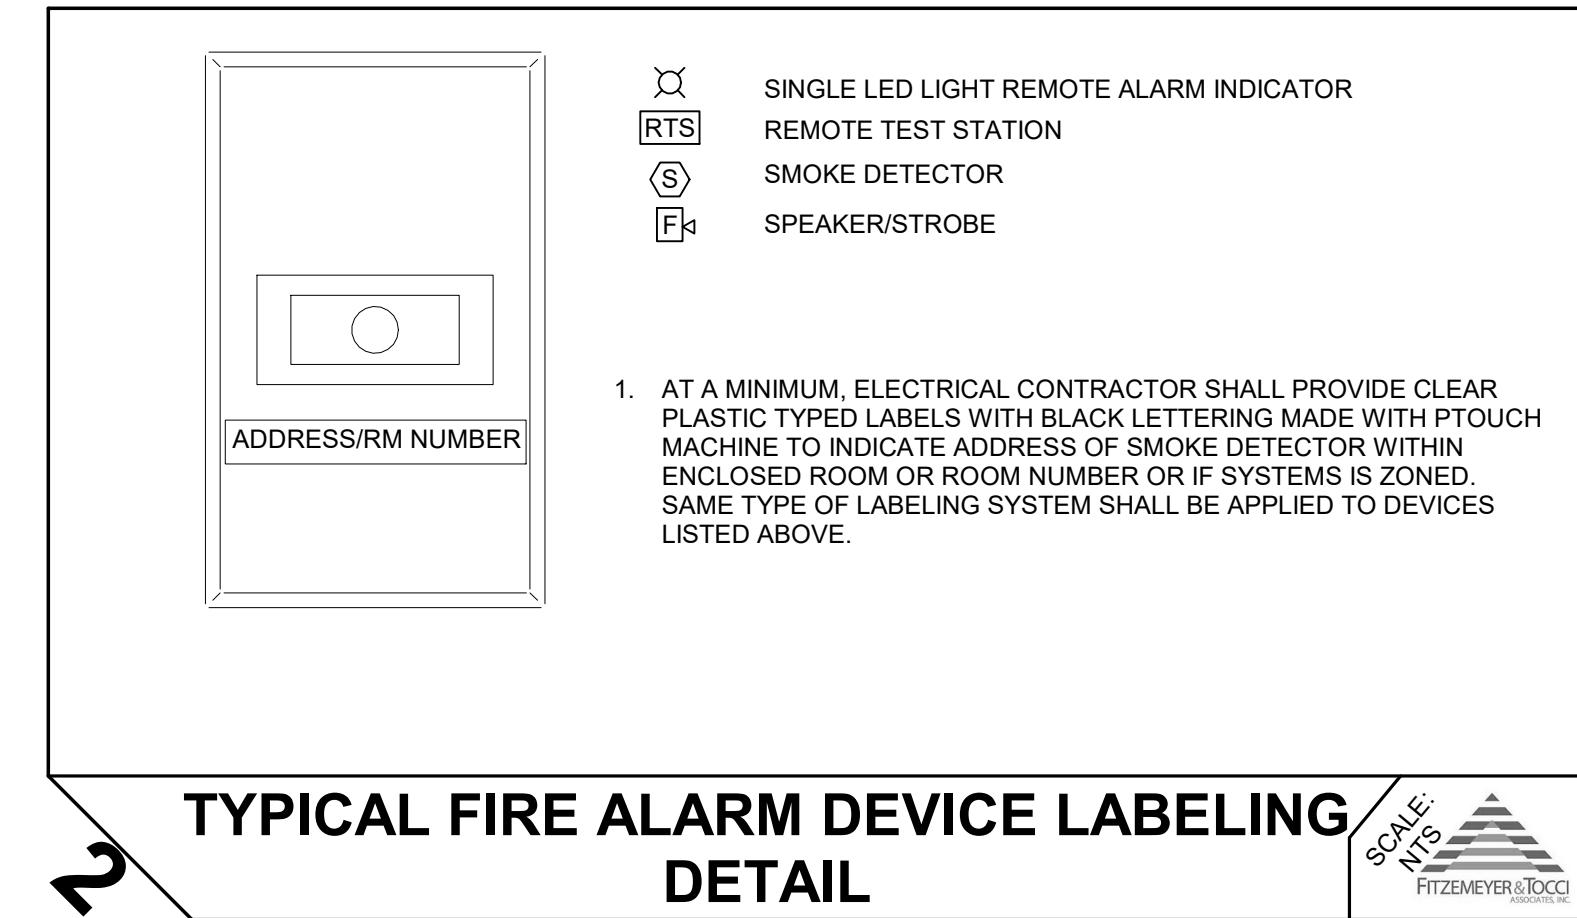 SINGLE LED LIGHT REMOTE ALARM INDICATOR
RTS REMOTE TEST STATION
S SMOKE DETECTOR
F SPEAKER/STROBE
ADDRESS/RM NUMBER
1. AT A MINIMUM, ELECTRICAL CONTRACTOR SHALL PROVIDE CLEAR
PLASTIC TYPED LABELS WITH BLACK LETTERING MADE WITH PTOUCH
MACHINE TO INDICATE ADDRESS OF SMOKE DETECTOR WITHIN
ENCLOSED ROOM OR ROOM NUMBER OR IF SYSTEMS IS ZONED.
SAME TYPE OF LABELING SYSTEM SHALL BE APPLIED TO DEVICES
LISTED ABOVE.
2
TYPICAL FIRE ALARM DEVICE LABELING
DETAIL
SCALE:
NTS
FITZEMEYER & TOCCI
ASSOCIATES, INC.